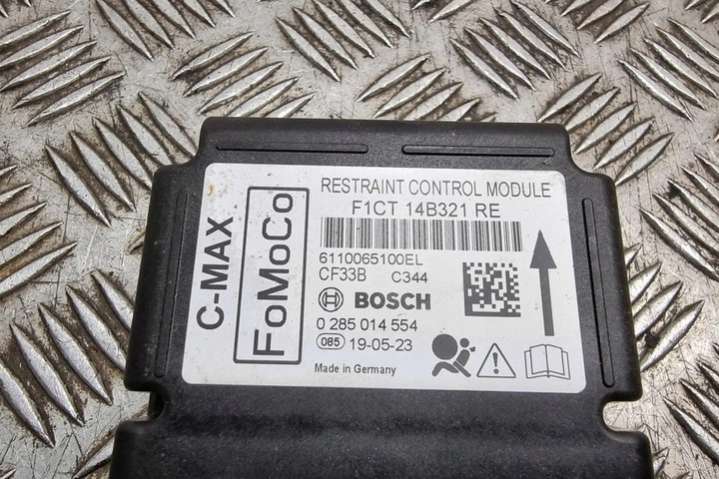 C-MAX
FoMoCo
RESTRAINT CONTROL MODULE
F1CT 14B321 RE
6110065100EL
CF33B C344
BOSCH
0 285 014 554
085 19-05-23
Made in Germany